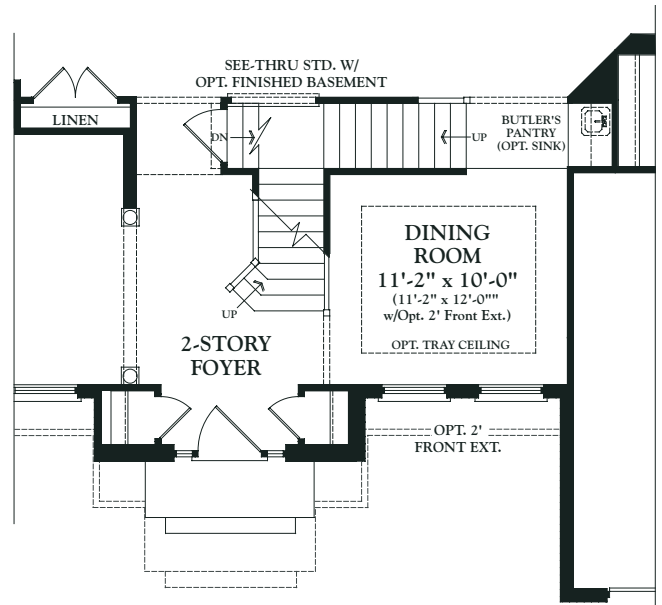 SEE-THRU STD. W/
OPT. FINISHED BASEMENT
LINEN
DN
UP
BUTLER'S
PANTRY
(OPT. SINK)
DINING
ROOM
11'-2" x 10'-0"
(11'-2" x 12'-0""
w/Opt. 2' Front Ext.)
OPT. TRAY CEILING
UP
2-STORY
FOYER
OPT. 2'
FRONT EXT.